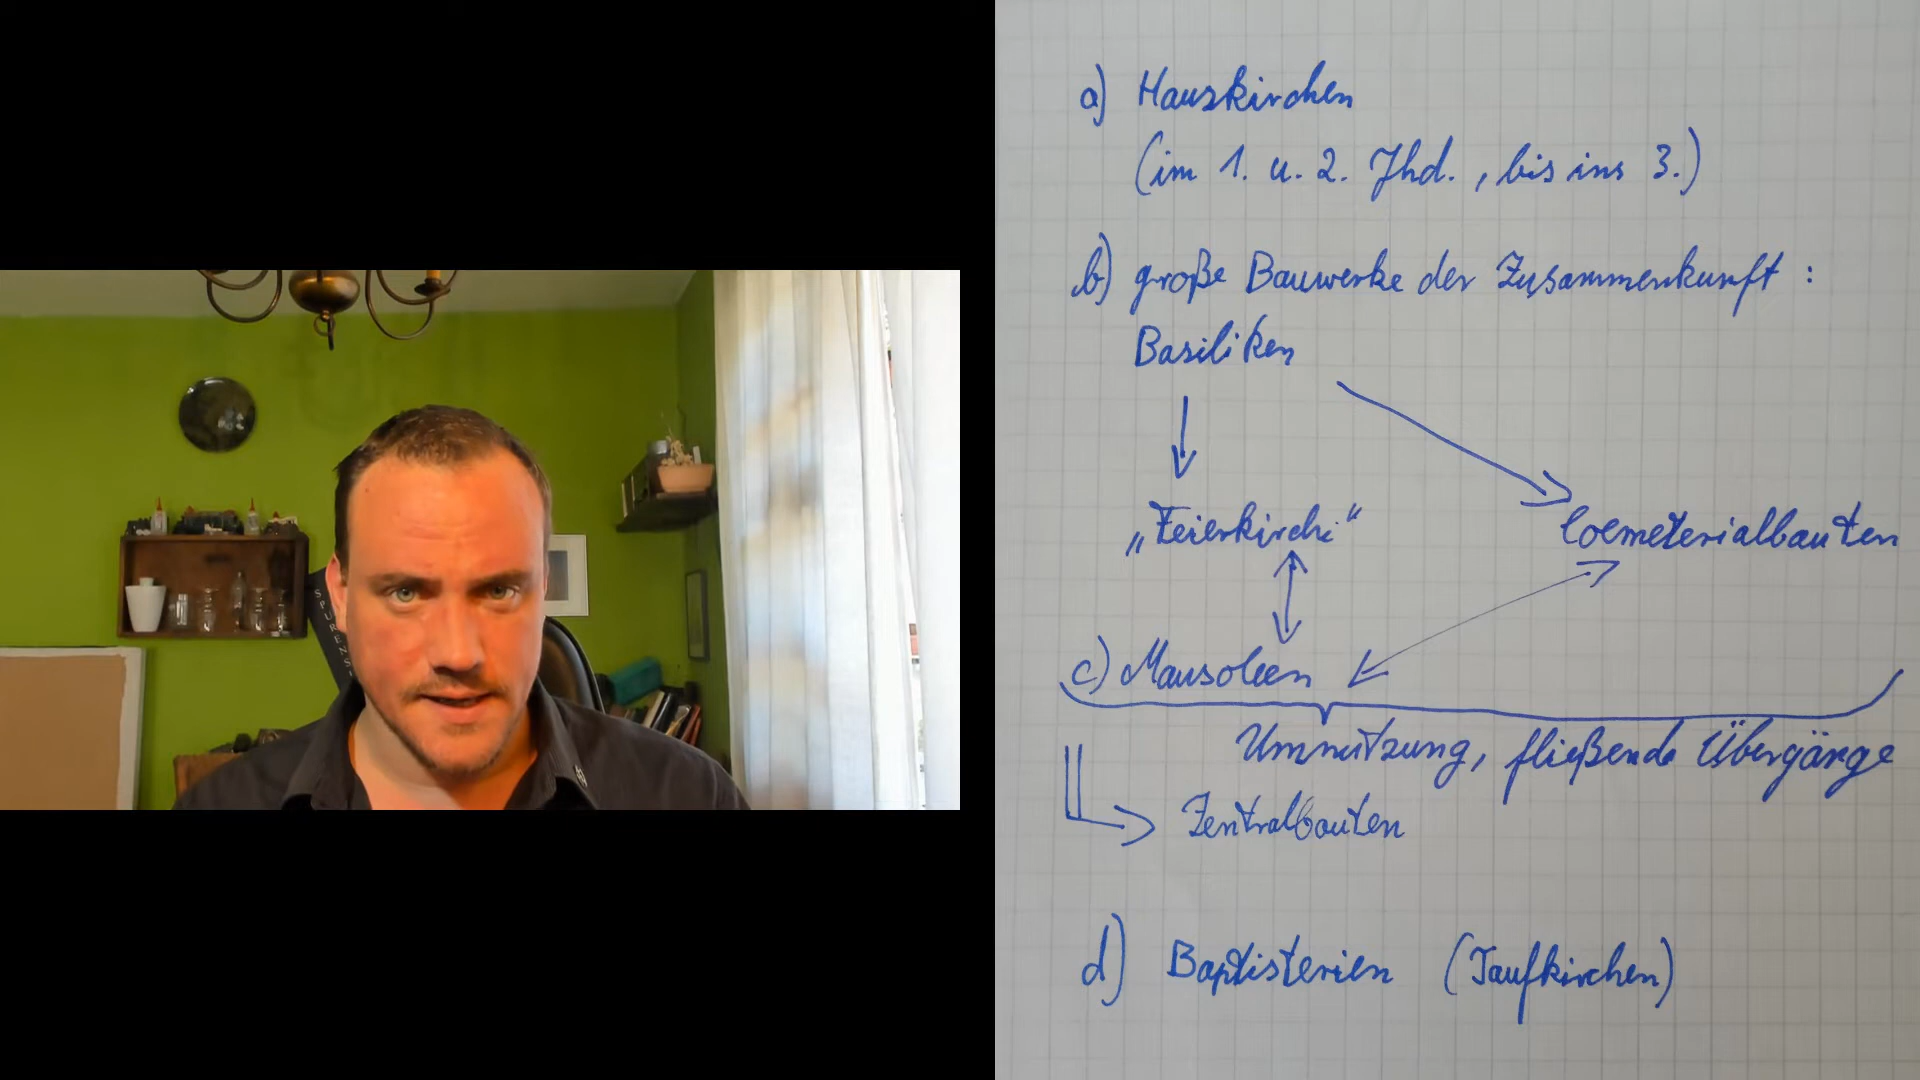 a) Hauskirchen
(im 1. u. 2. Jhd., bis ins 3.)
b) große Bauwerke der Zusammenkunft :
Basiliken
„Feierkirche“
Coemeterialbauten
c) Mausoleen
Umnutzung, fließende Übergänge
Zentralbauten
d) Baptisterien (Taufkirchen)
SPURENS